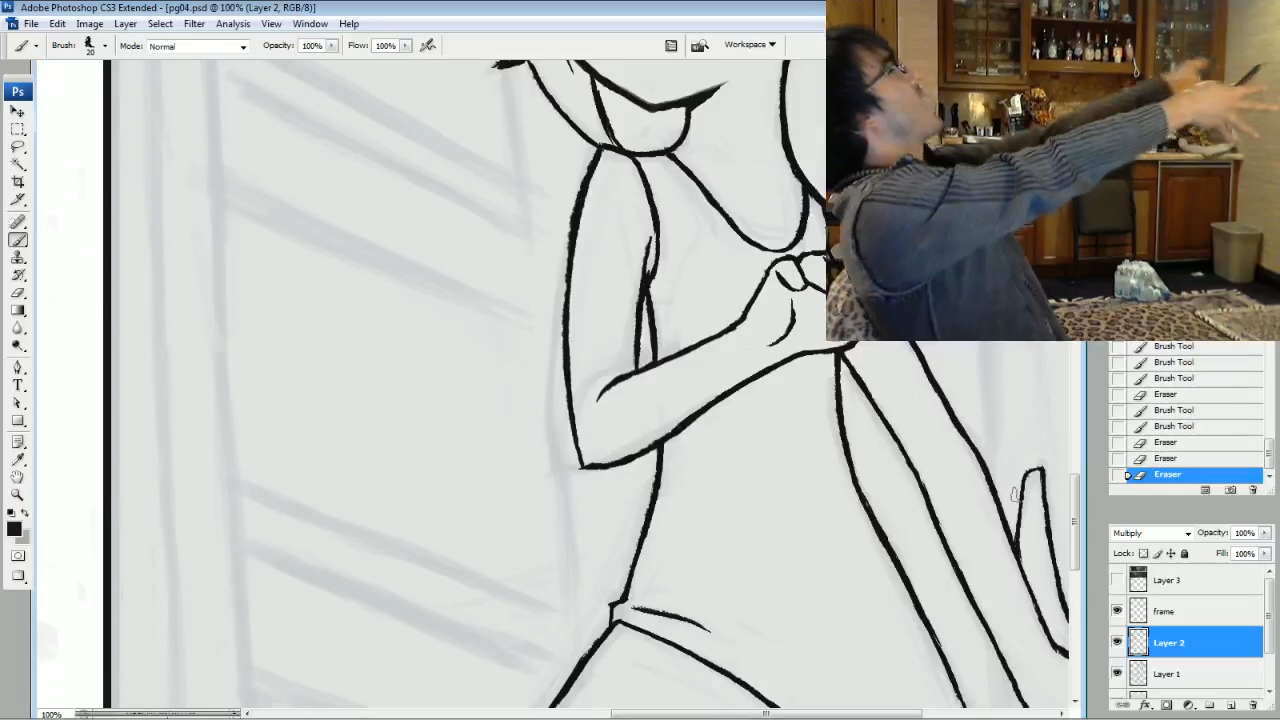 Adobe Photoshop CS3 Extended - [pg04.psd @ 100% (Layer 2, RGB/8)]
File Edit Image Layer Select Filter Analysis View Window Help
Brush: 20 Mode: Normal Opacity: 100% Flow: 100% Workspace
Ps
T
Brush Tool
Brush Tool
Brush Tool
Eraser
Brush Tool
Brush Tool
Eraser
Eraser
Eraser
Multiply Opacity: 100%
Lock: Fill: 100%
Layer 3
frame
Layer 2
Layer 1
100%